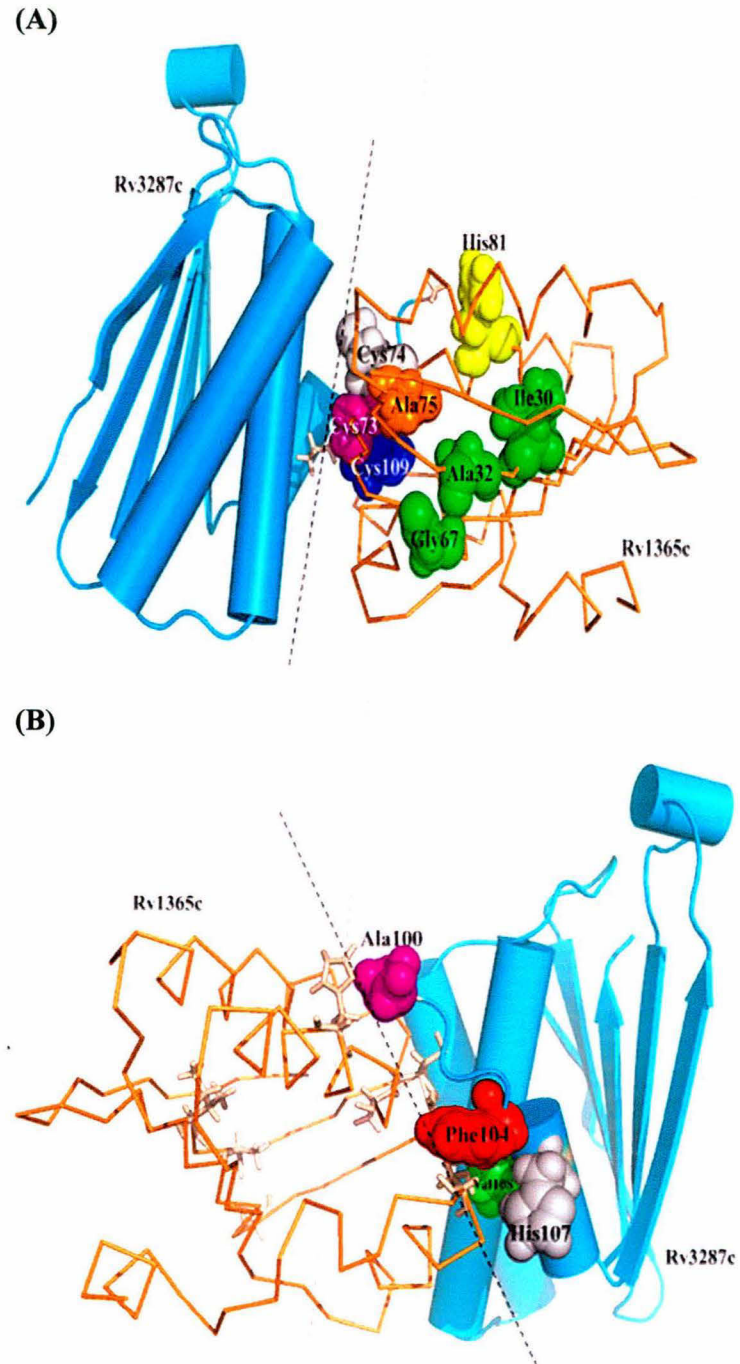 (A)
Rv3287c
His81
Cys74
Ala75
Ile30
Cys73
Cys109
Ala32
Gly67
Rv1365c
(B)
Rv1365c
Ala100
Phe104
His107
Rv3287c